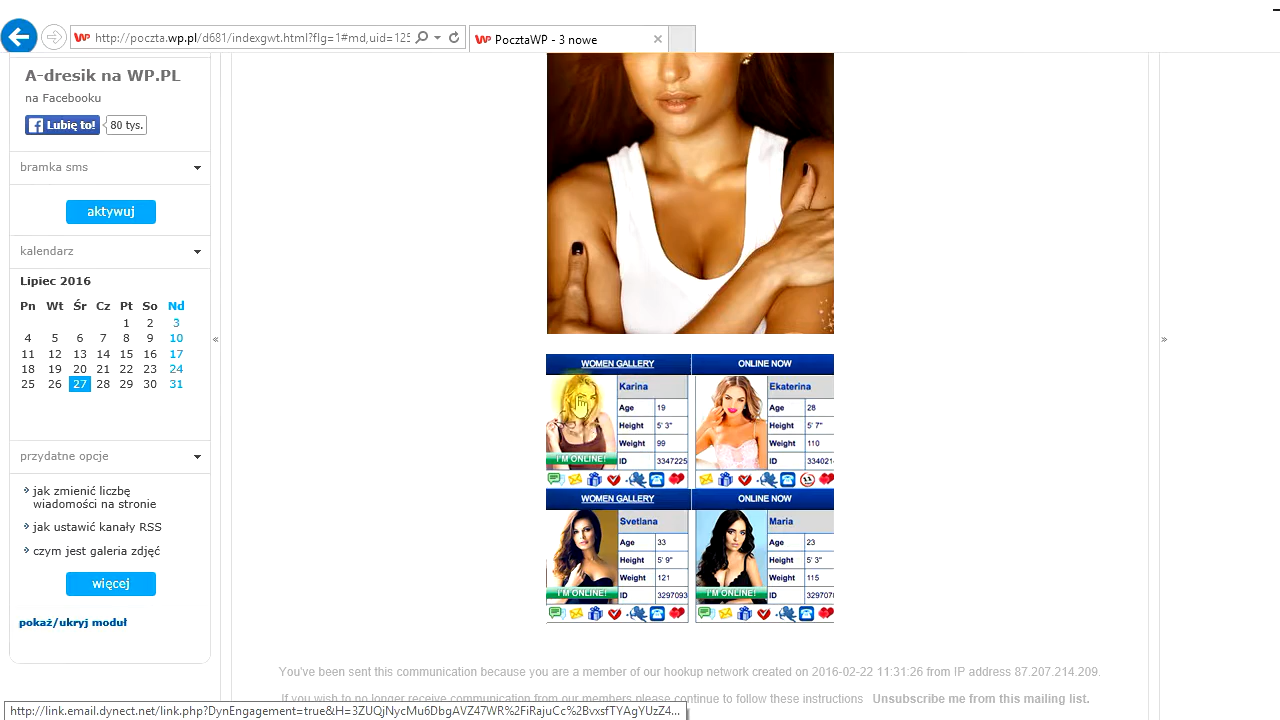 http://poczta.wp.pl/d681/indexgwt.html?flg=1#md,uid=125
PocztaWP - 3 nowe
A-dresik na WP.PL
na Facebooku
Lubię to! 80 tys.
bramka sms
aktywuj
kalendarz
Lipiec 2016
Pn Wt Śr Cz Pt So Nd
1 2 3
4 5 6 7 8 9 10
11 12 13 14 15 16 17
18 19 20 21 22 23 24
25 26 27 28 29 30 31
przydatne opcje
jak zmienić liczbę
wiadomości na stronie
jak ustawić kanały RSS
czym jest galeria zdjęć
więcej
pokaż/ukryj moduł
«
»
WOMEN GALLERY ONLINE NOW
Karina
Age 19
Height 5' 3"
Weight 99
ID 3347225
I'M ONLINE!
Ekaterina
Age 28
Height 5' 7"
Weight 110
ID 334021
WOMEN GALLERY ONLINE NOW
Svetlana
Age 33
Height 5' 9"
Weight 121
ID 3297093
I'M ONLINE!
Maria
Age 23
Height 5' 3"
Weight 115
ID 329707
I'M ONLINE!
You've been sent this communication because you are a member of our hookup network created on 2016-02-22 11:31:26 from IP address 87.207.214.209.
If you wish to no longer receive communication from our members please continue to follow these instructions Unsubscribe me from this mailing list.
http://link.email.dynect.net/link.php?DynEngagement=true&H=3ZUQjNycMu6DbgAVZ47WR%2FiRajuCc%2BvxsfTYAgYUzZ4...